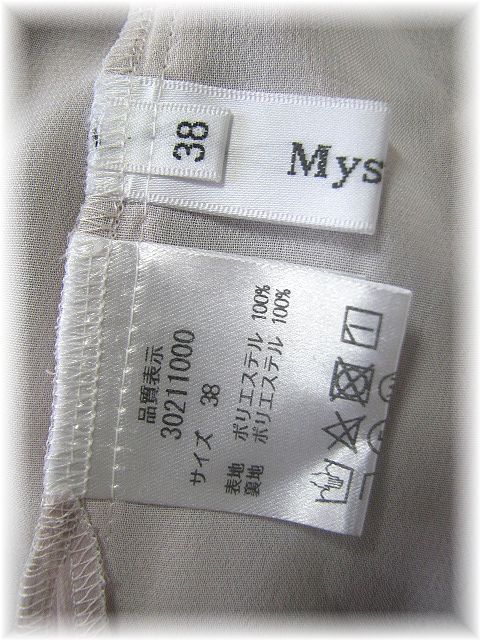 38
Mys
品質表示
30211000
サイズ 38
表地 ポリエステル 100%
裏地 ポリエステル 100%